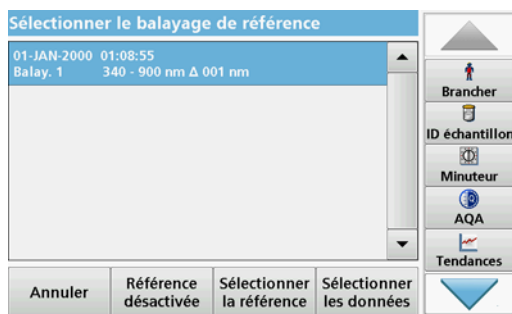 Sélectionner le balayage de référence
01-JAN-2000 01:08:55
Balay. 1 340 - 900 nm Δ 001 nm
Brancher
ID échantillon
Minuteur
AQA
Tendances
Annuler
Référence
désactivée
Sélectionner
la référence
Sélectionner
les données